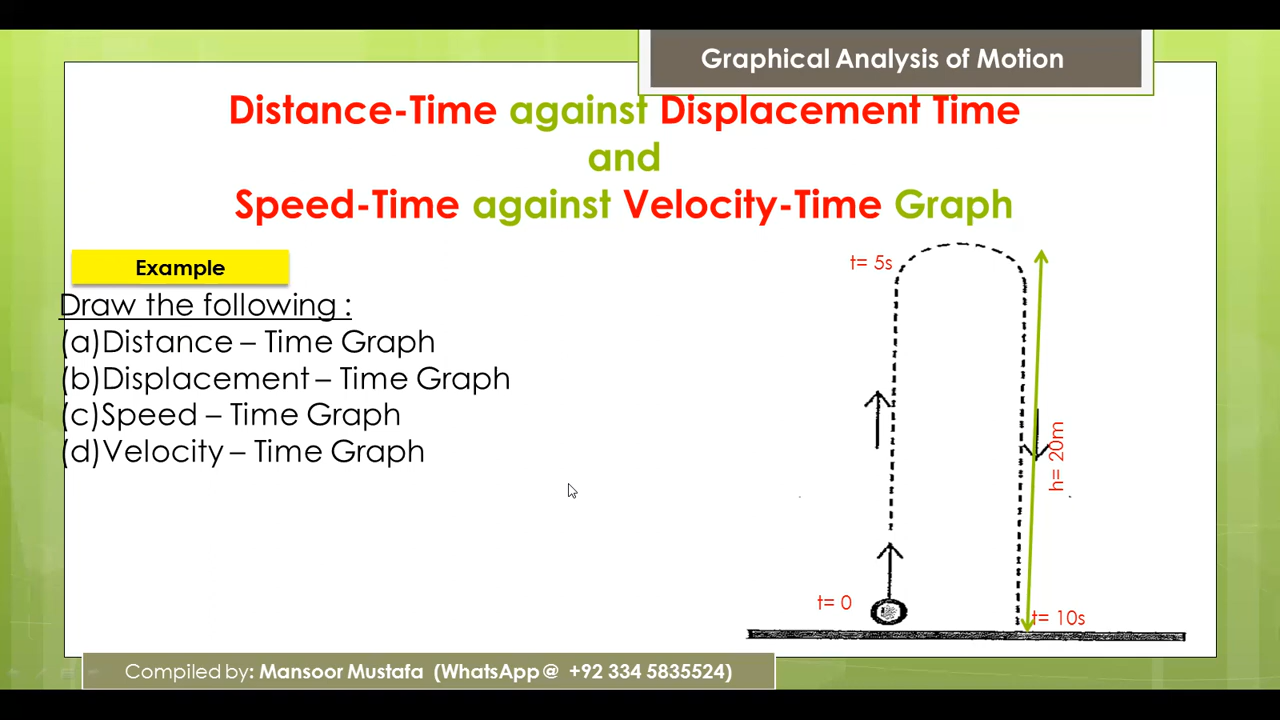 Graphical Analysis of Motion
Distance-Time against Displacement Time
and
Speed-Time against Velocity-Time Graph
Example
Draw the following :
(a)Distance – Time Graph
(b)Displacement – Time Graph
(c)Speed – Time Graph
(d)Velocity – Time Graph
t= 5s
h= 20m
t= 0
t= 10s
Compiled by: Mansoor Mustafa (WhatsApp @ +92 334 5835524)